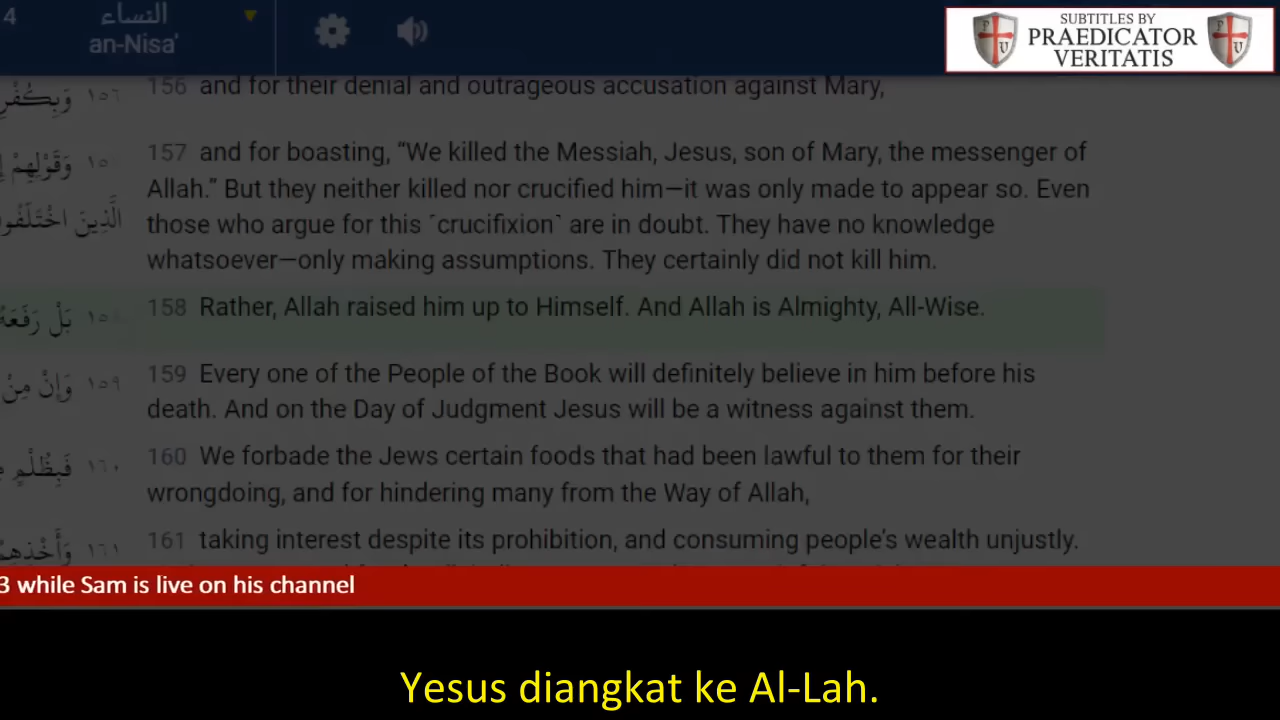 4
النساء
an-Nisa'
SUBTITLES BY
PRAEDICATOR
VERITATIS
١٥٦
156 and for their denial and outrageous accusation against Mary,
وَقَوْلِهِمْ
157 and for boasting, “We killed the Messiah, Jesus, son of Mary, the messenger of
Allah.” But they neither killed nor crucified him—it was only made to appear so. Even
الَّذِينَ
those who argue for this ˹crucifixion˺ are in doubt. They have no knowledge
whatsoever—only making assumptions. They certainly did not kill him.
بَلْ
158 Rather, Allah raised him up to Himself. And Allah is Almighty, All-Wise.
وَإِنْ مِنْ ١٥٩
159 Every one of the People of the Book will definitely believe in him before his
death. And on the Day of Judgment Jesus will be a witness against them.
فَبِظُلْمٍ ١٦٠
160 We forbade the Jews certain foods that had been lawful to them for their
wrongdoing, and for hindering many from the Way of Allah,
١٦١
161 taking interest despite its prohibition, and consuming people’s wealth unjustly.
3 while Sam is live on his channel
Yesus diangkat ke Al-Lah.